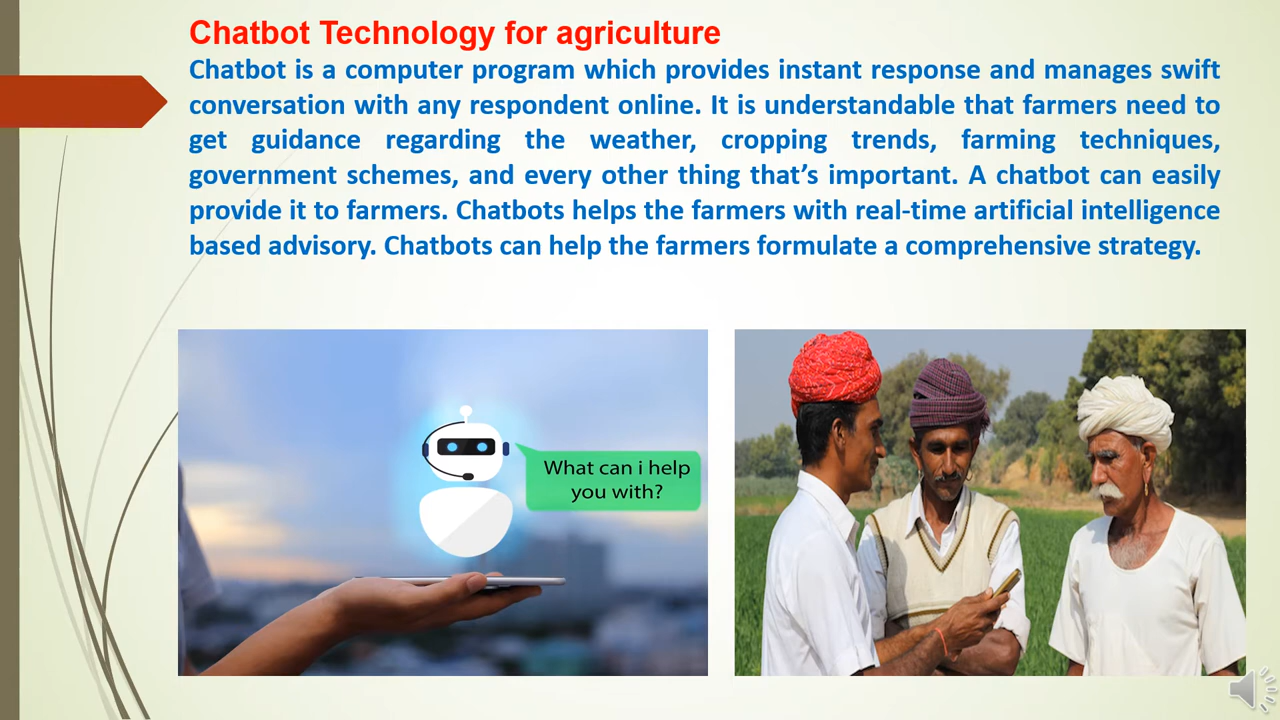 Chatbot Technology for agriculture
Chatbot is a computer program which provides instant response and manages swift
conversation with any respondent online. It is understandable that farmers need to
get guidance regarding the weather, cropping trends, farming techniques,
government schemes, and every other thing that’s important. A chatbot can easily
provide it to farmers. Chatbots helps the farmers with real-time artificial intelligence
based advisory. Chatbots can help the farmers formulate a comprehensive strategy.
What can i help
you with?